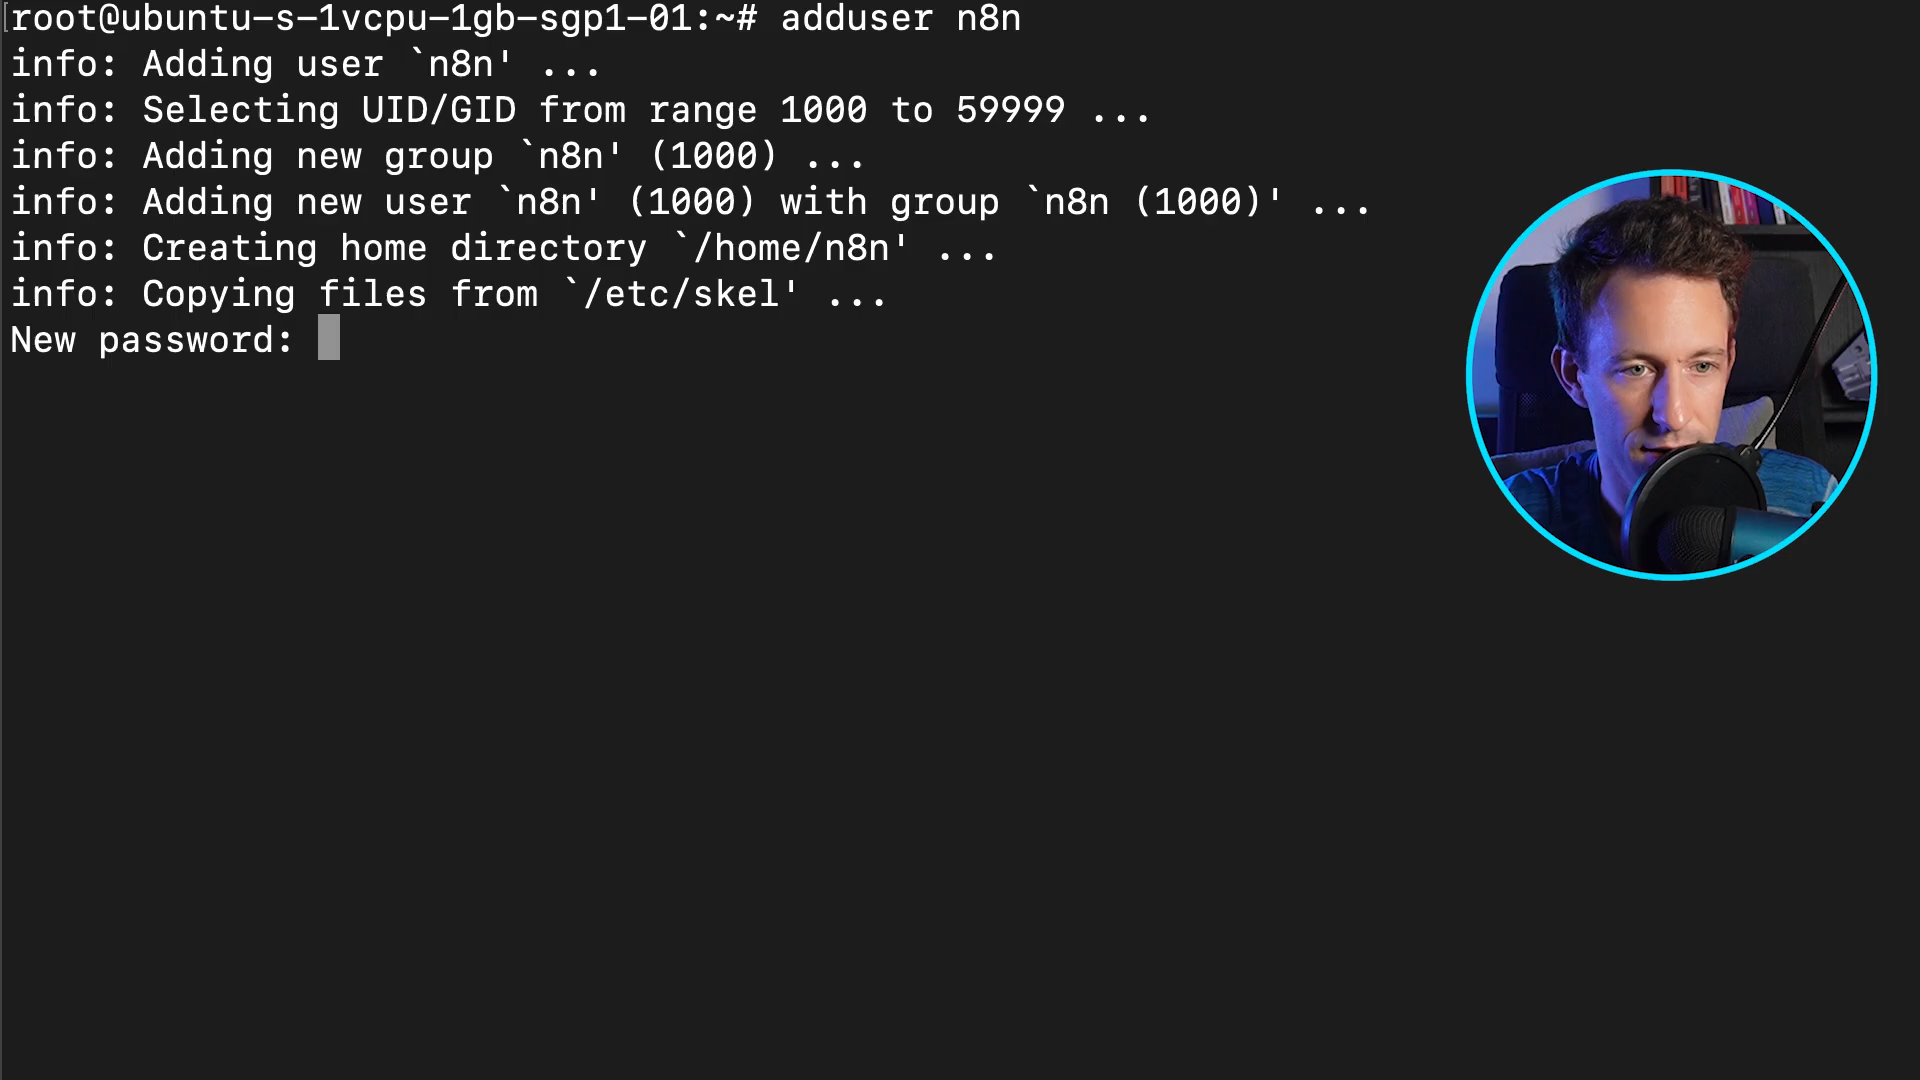 root@ubuntu-s-1vcpu-1gb-sgp1-01:~# adduser n8n
info: Adding user `n8n' ...
info: Selecting UID/GID from range 1000 to 59999 ...
info: Adding new group `n8n' (1000) ...
info: Adding new user `n8n' (1000) with group `n8n (1000)' ...
info: Creating home directory `/home/n8n' ...
info: Copying files from `/etc/skel' ...
New password: